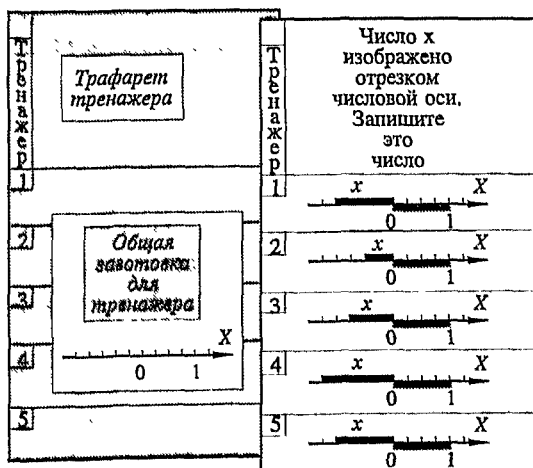 Тренажер
Трафарет
тренажера
1
2
3
4
5
Общая
заготовка
для
тренажера
X
0 1
Тренажер
Число x
изображено
отрезком
числовой оси.
Запишите
это
число
1
x X
0 1
2
x X
0 1
3
x X
0 1
4
x X
0 1
5
x X
0 1